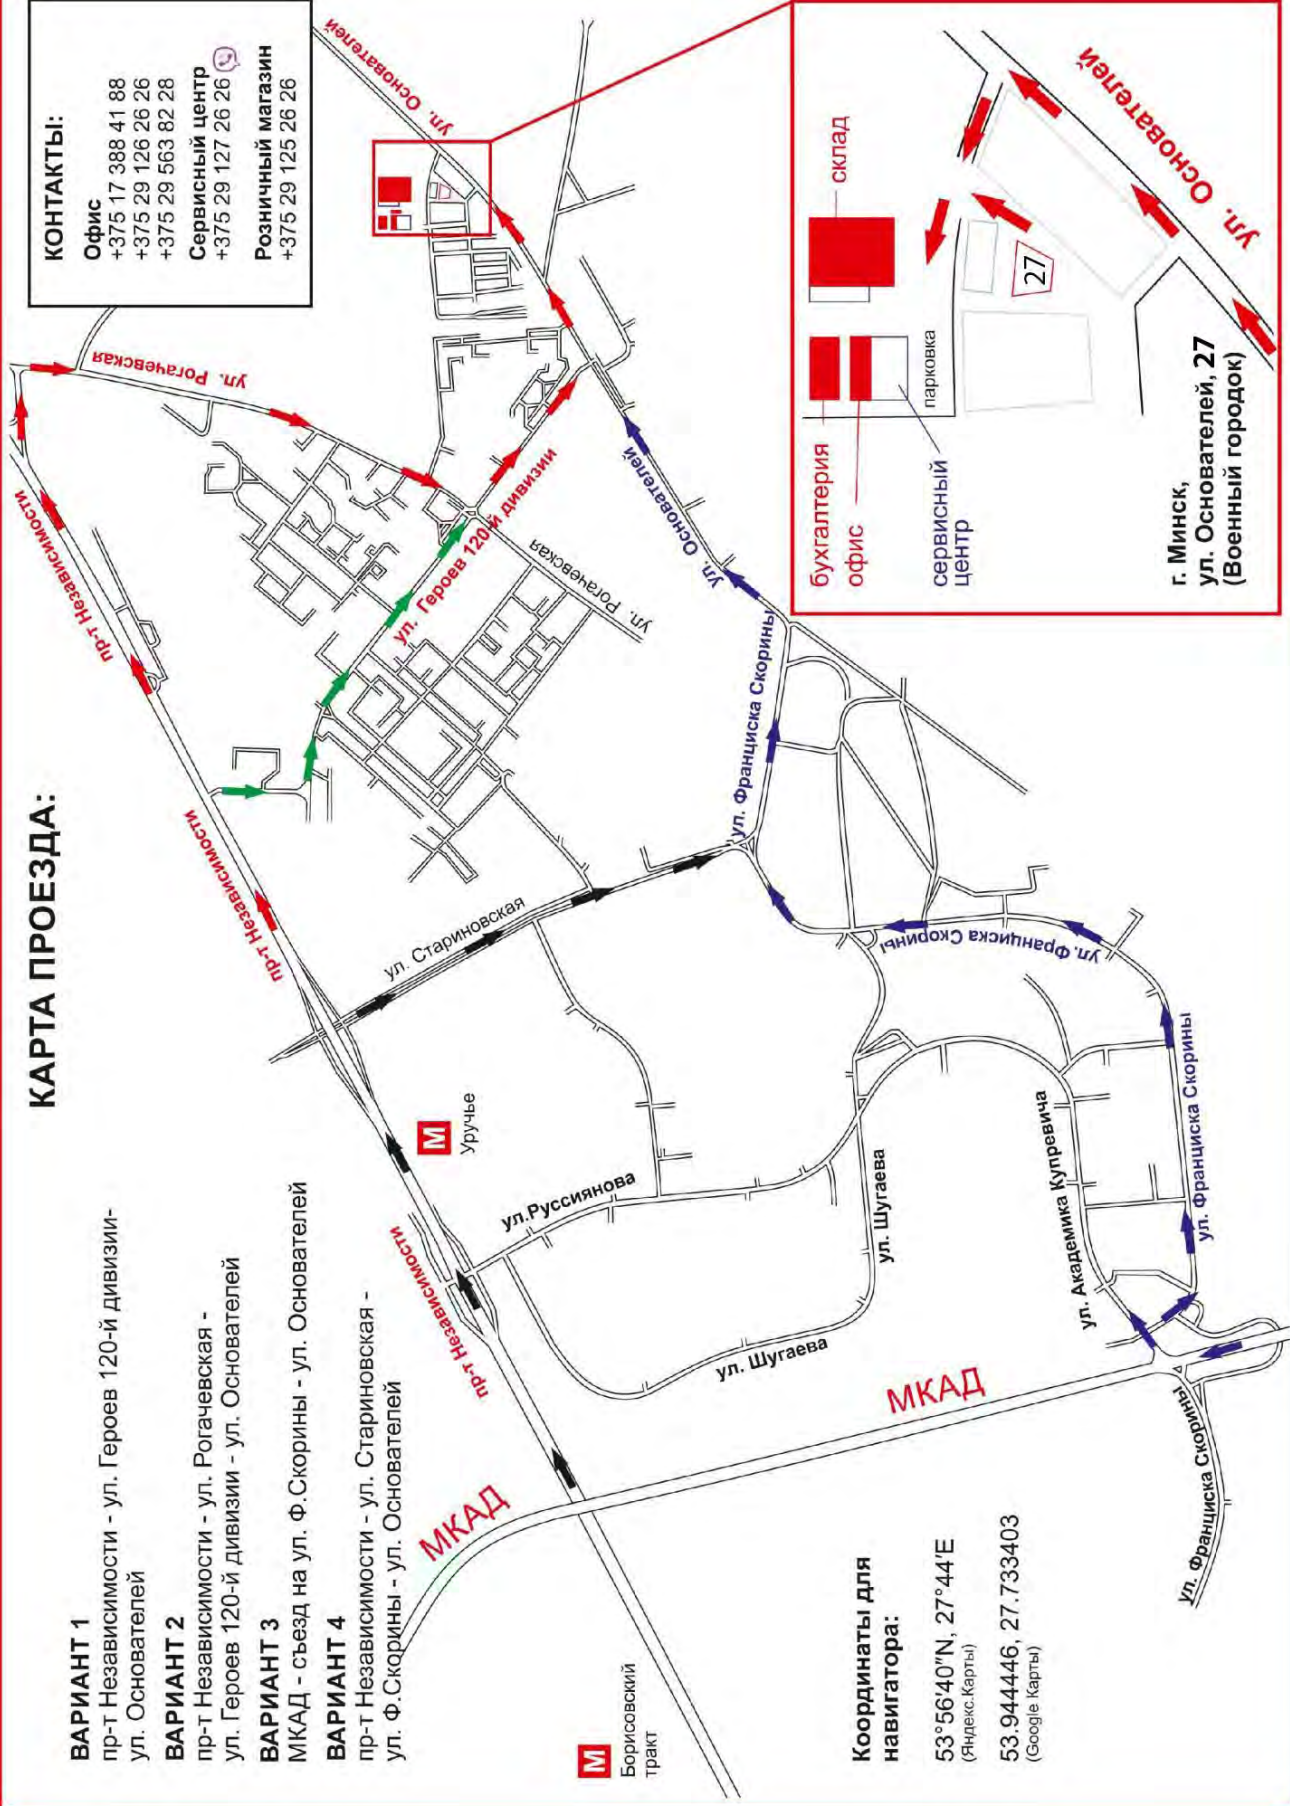 КАРТА ПРОЕЗДА:
ВАРИАНТ 1
пр-т Независимости - ул. Героев 120-й дивизии-
ул. Основателей
ВАРИАНТ 2
пр-т Независимости - ул. Рогачевская -
ул. Героев 120-й дивизии - ул. Основателей
ВАРИАНТ 3
МКАД - съезд на ул. Ф.Скорины - ул. Основателей
ВАРИАНТ 4
пр-т Независимости - ул. Стариновская -
ул. Ф.Скорины - ул. Основателей
КОНТАКТЫ:
Офис
+375 17 388 41 88
+375 29 126 26 26
+375 29 563 82 28
Сервисный центр
+375 29 127 26 26
Розничный магазин
+375 29 125 26 26
пр-т Независимости
пр-т Независимости
пр-т Независимости
пр-т Независимости
ул. Рогачевская
ул. Основателей
ул. Героев 120-й дивизии
ул. Рогачевская
ул. Стариновская
М
Уручье
ул.Руссиянова
ул. Основателей
ул. Основателей
ул. Франциска Скорины
ул. Франциска Скорины
ул. Шугаева
ул. Шугаева
ул. Академика Купревича
ул. Франциска Скорины
ул. Франциска Скорины
МКАД
МКАД
М
Борисовский
тракт
Координаты для
навигатора:
53°56'40"N, 27°44'E
(Яндекс.Карты)
53.944446, 27.733403
(Google Карты)
бухгалтерия
офис
склад
парковка
сервисный
центр
27
ул. Основателей
г. Минск,
ул. Основателей, 27
(Военный городок)